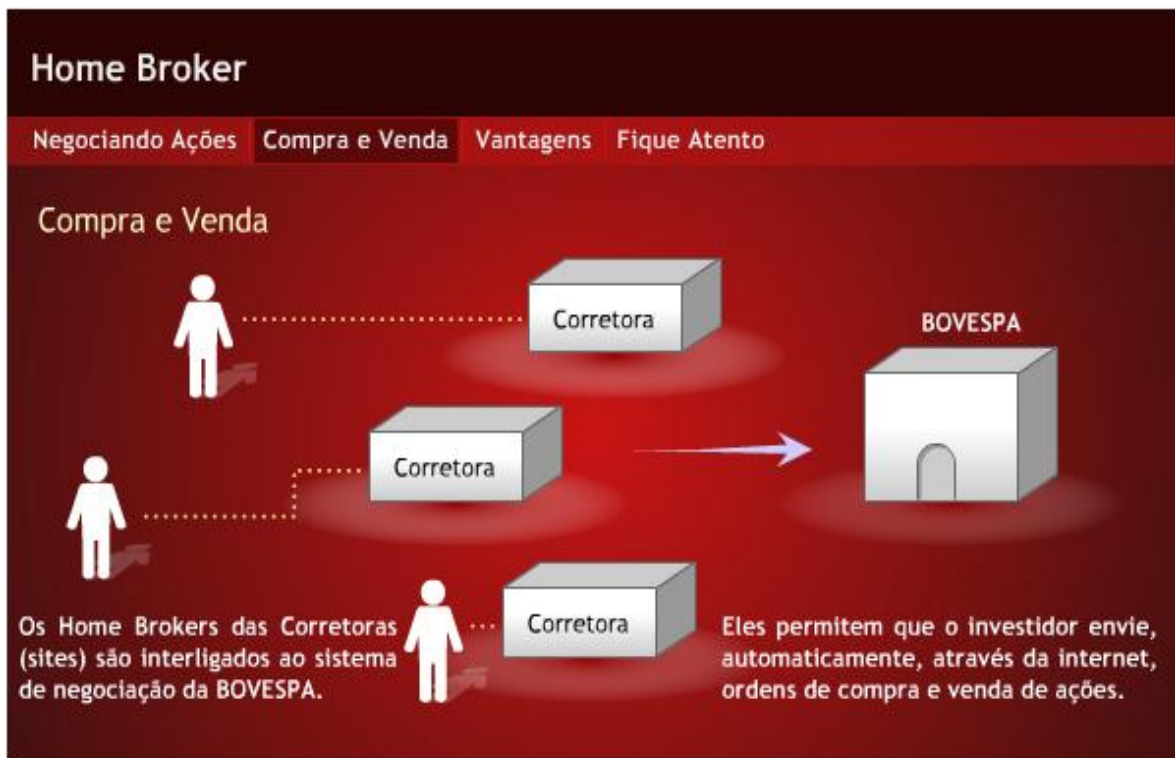 Home Broker
Negociando Ações
Compra e Venda
Vantagens
Fique Atento
Compra e Venda
Corretora
BOVESPA
Corretora
Corretora
Os Home Brokers das Corretoras
(sites) são interligados ao sistema
de negociação da BOVESPA.
Eles permitem que o investidor envie,
automaticamente, através da internet,
ordens de compra e venda de ações.